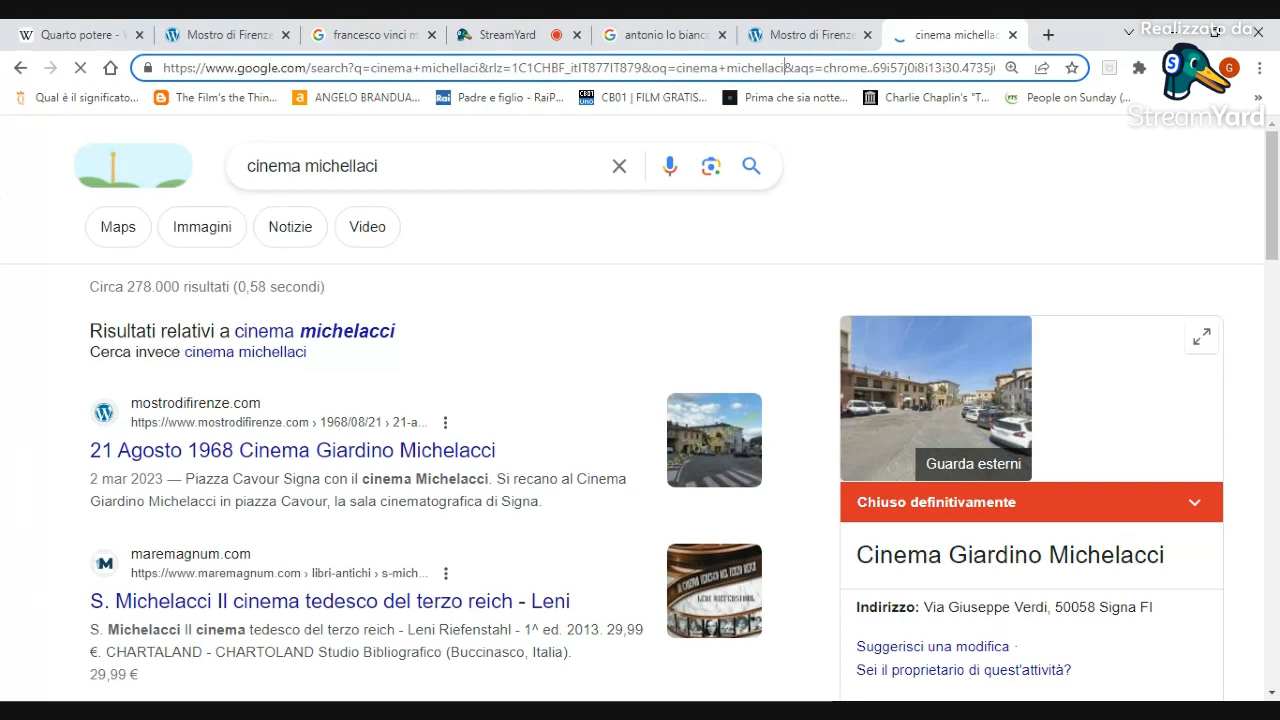 Realizzato da
Quarto potere -
Mostro di Firenze
francesco vinci m
StreamYard
antonio lo bianco
Mostro di Firenze
cinema michellac
https://www.google.com/search?q=cinema+michellaci&rlz=1C1CHBF_itIT877IT879&oq=cinema+michellaci&aqs=chrome..69i57j0i8i13i30.4735j
G
Qual è il significato...
The Film's the Thin...
ANGELO BRANDUA...
Padre e figlio - RaiP...
CB01 | FILM GRATIS...
Prima che sia notte...
Charlie Chaplin's "T...
People on Sunday (...
StreamYard
cinema michellaci
Maps
Immagini
Notizie
Video
Circa 278.000 risultati (0,58 secondi)
Risultati relativi a cinema michelacci
Cerca invece cinema michellaci
mostrodifirenze.com
https://www.mostrodifirenze.com › 1968/08/21 › 21-a...
21 Agosto 1968 Cinema Giardino Michelacci
2 mar 2023 — Piazza Cavour Signa con il cinema Michelacci. Si recano al Cinema
Giardino Michelacci in piazza Cavour, la sala cinematografica di Signa.
maremagnum.com
https://www.maremagnum.com › libri-antichi › s-mich...
S. Michelacci Il cinema tedesco del terzo reich - Leni
S. Michelacci Il cinema tedesco del terzo reich - Leni Riefenstahl - 1^ ed. 2013. 29,99
€. CHARTALAND - CHARTOLAND Studio Bibliografico (Buccinasco, Italia).
29,99 €
Guarda esterni
Chiuso definitivamente
Cinema Giardino Michelacci
Indirizzo: Via Giuseppe Verdi, 50058 Signa FI
Suggerisci una modifica ·
Sei il proprietario di quest'attività?